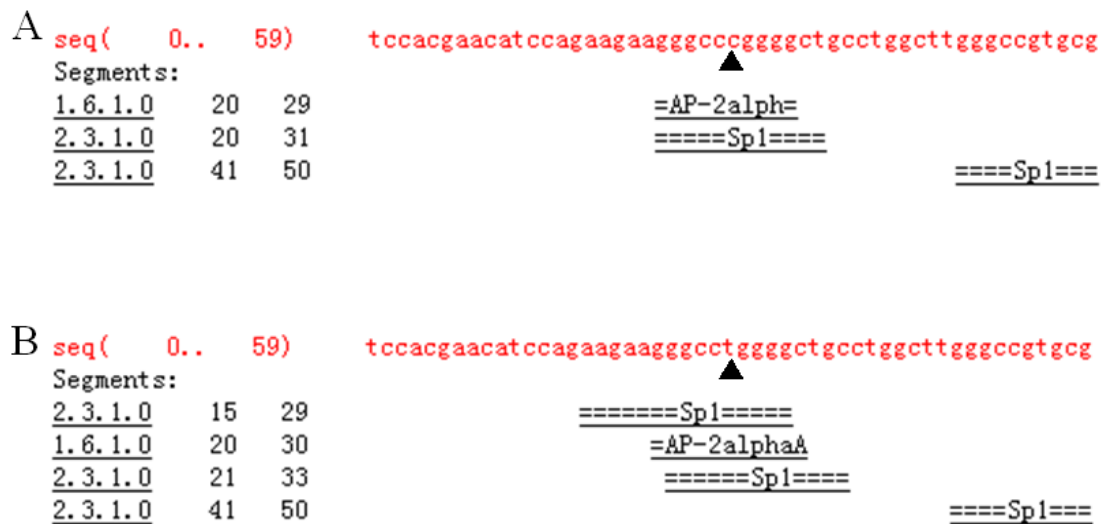 A seq( 0.. 59) tccacgaacatccagaagaagggcccggggctgcctggcttgggccgtgcg
Segments:
1.6.1.0 20 29 =AP-2alph=
2.3.1.0 20 31 =====Sp1====
2.3.1.0 41 50 ====Sp1===
B seq( 0.. 59) tccacgaacatccagaagaagggcctggggctgcctggcttgggccgtgcg
Segments:
2.3.1.0 15 29 =======Sp1=====
1.6.1.0 20 30 =AP-2alphaA
2.3.1.0 21 33 ======Sp1====
2.3.1.0 41 50 ====Sp1===